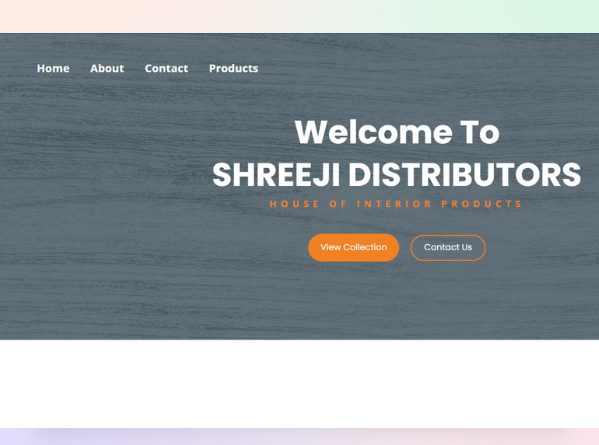 Home About Contact Products
Welcome To
SHREEJI DISTRIBUTORS
HOUSE OF INTERIOR PRODUCTS
View Collection Contact Us